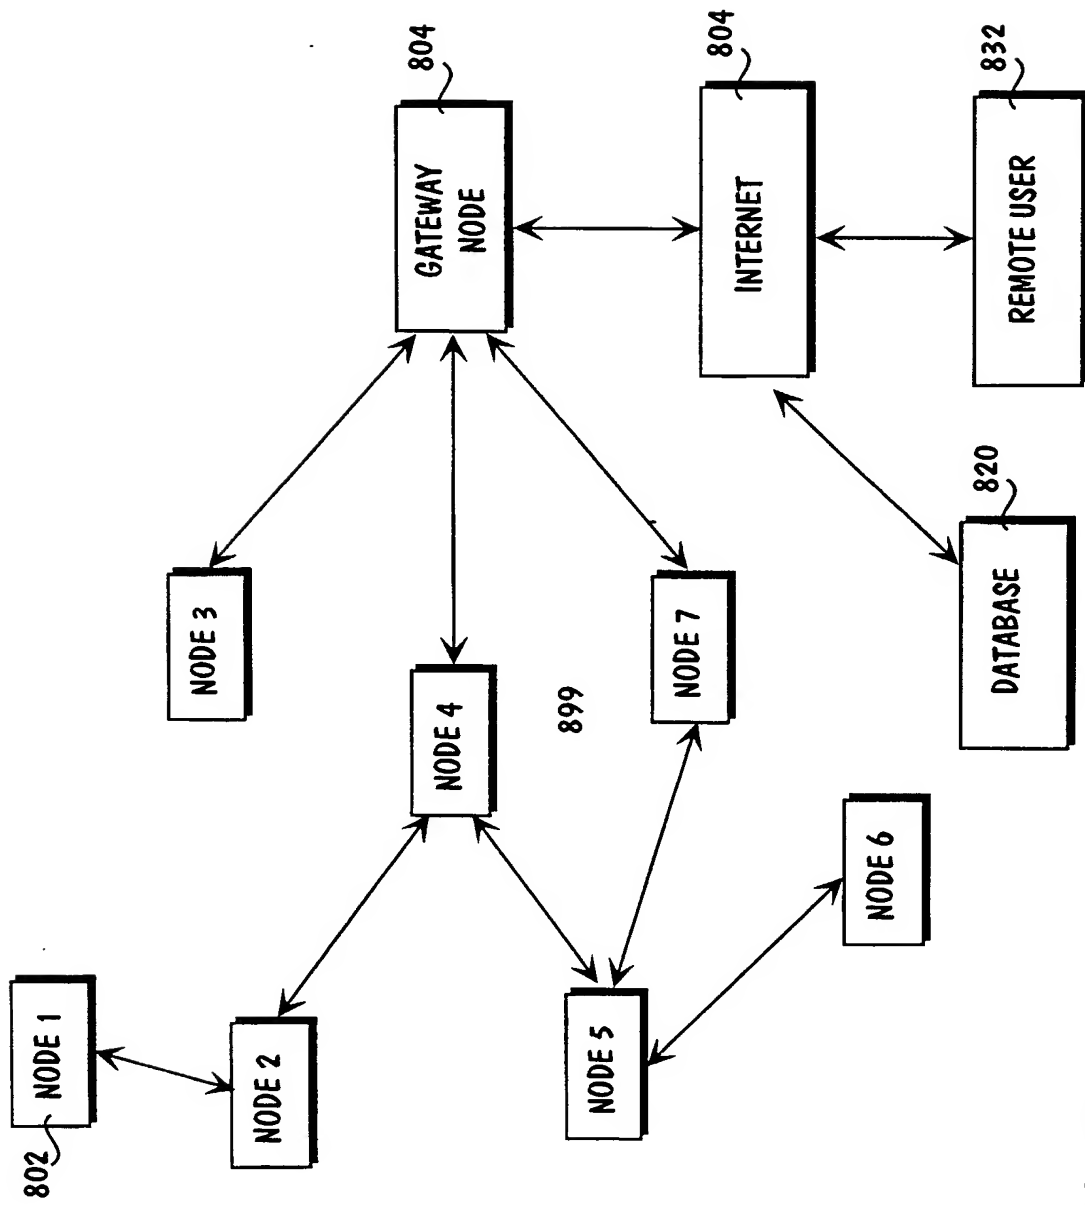 802
NODE 1
NODE 3
NODE 2
804
GATEWAY
NODE
NODE 4
899
NODE 5
NODE 7
804
INTERNET
NODE 6
820
DATABASE
832
REMOTE USER